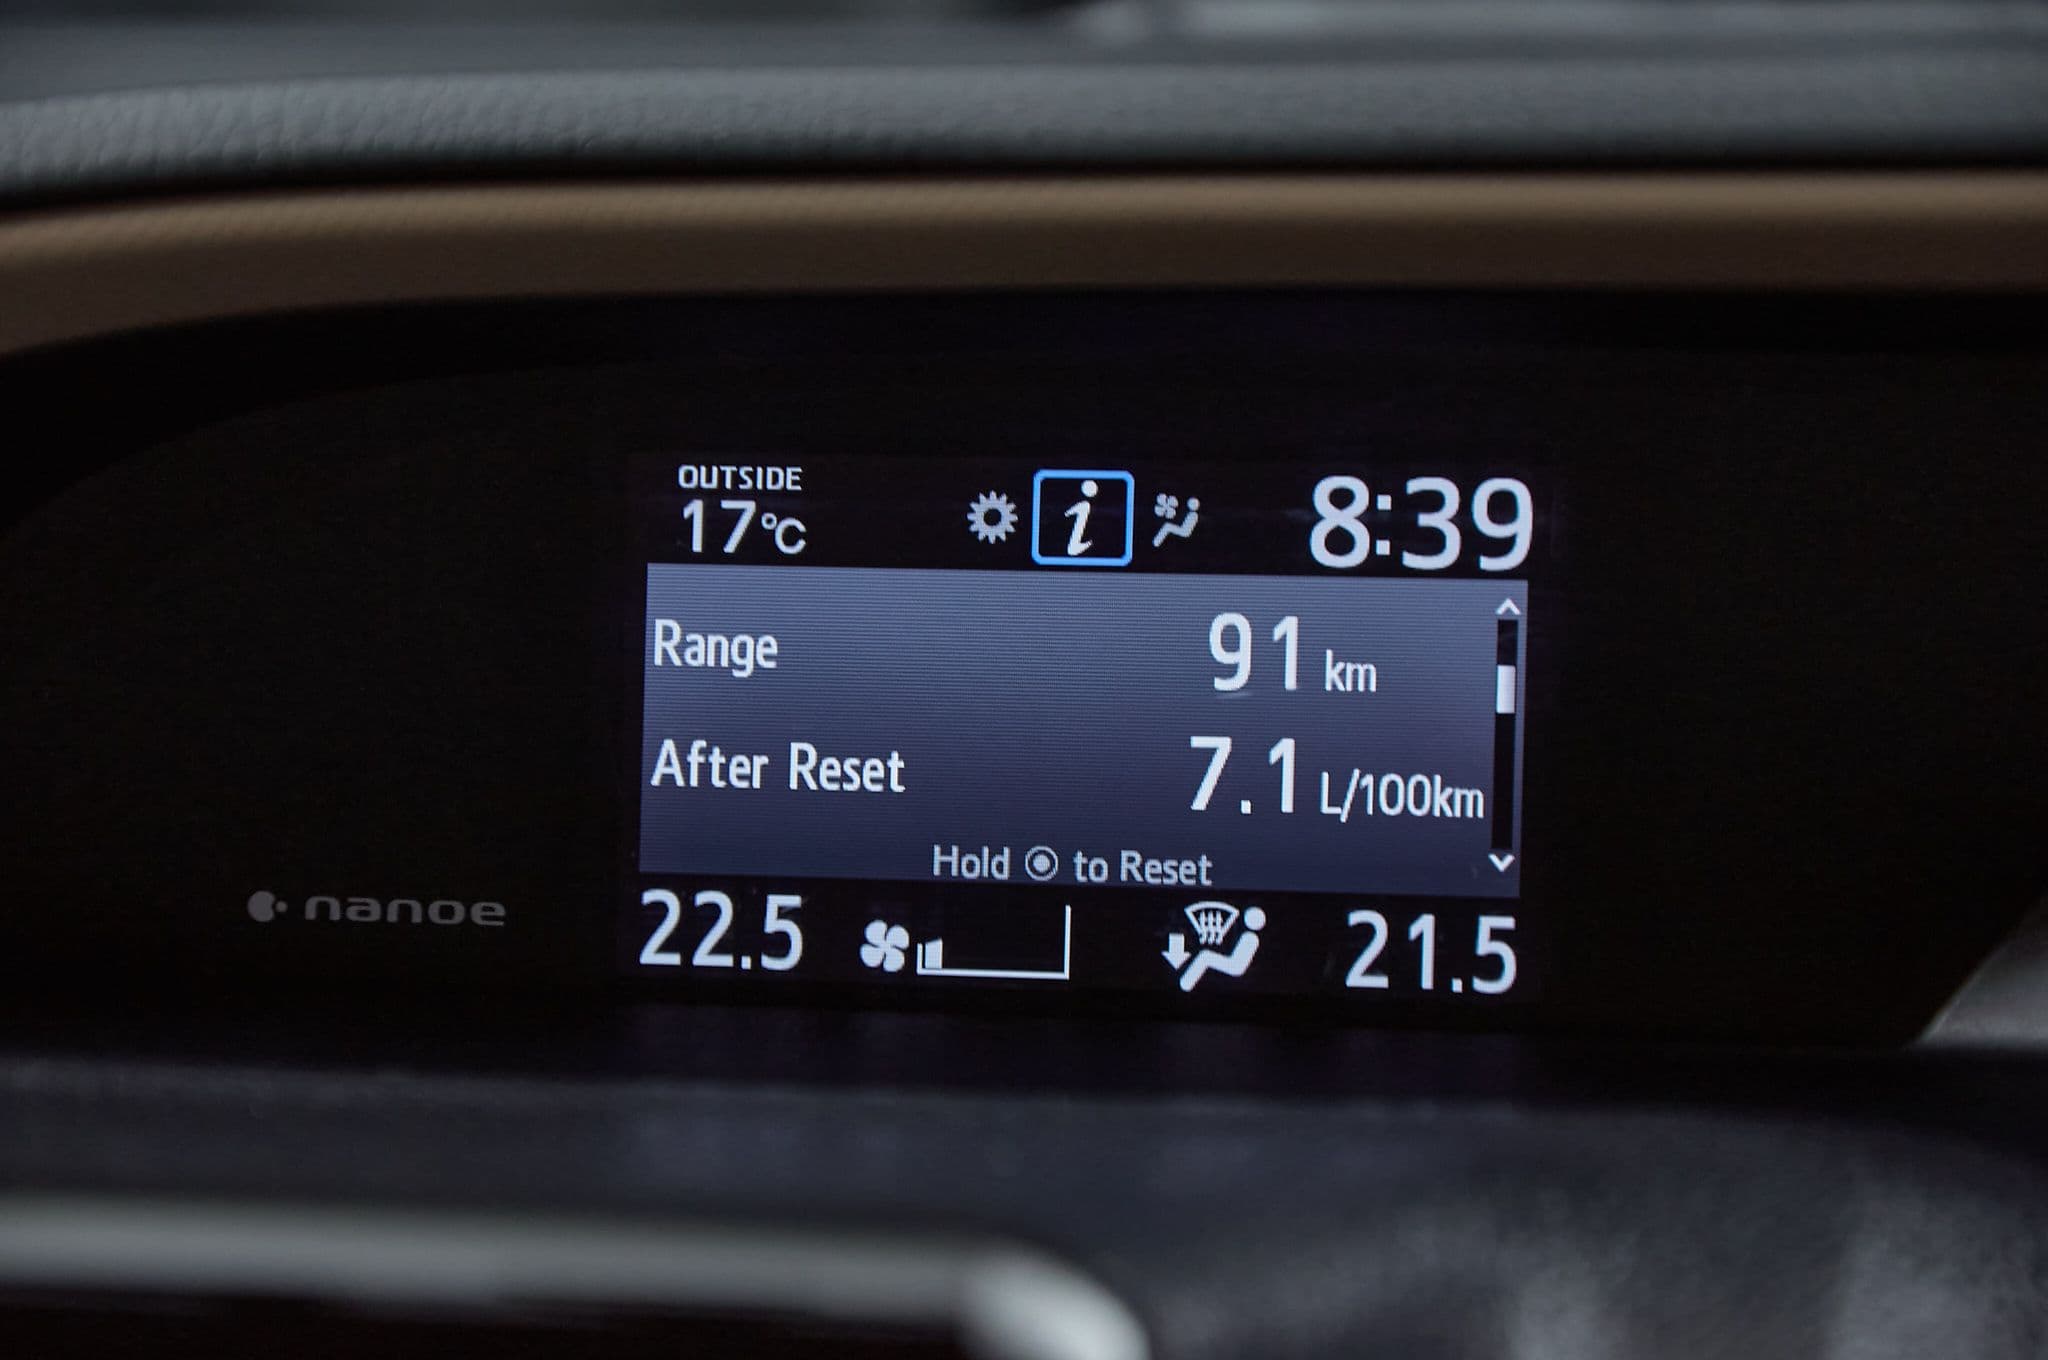 OUTSIDE
17°C
i
8:39
Range 91 km
After Reset 7.1 L/100km
Hold to Reset
nanoe
22.5
21.5